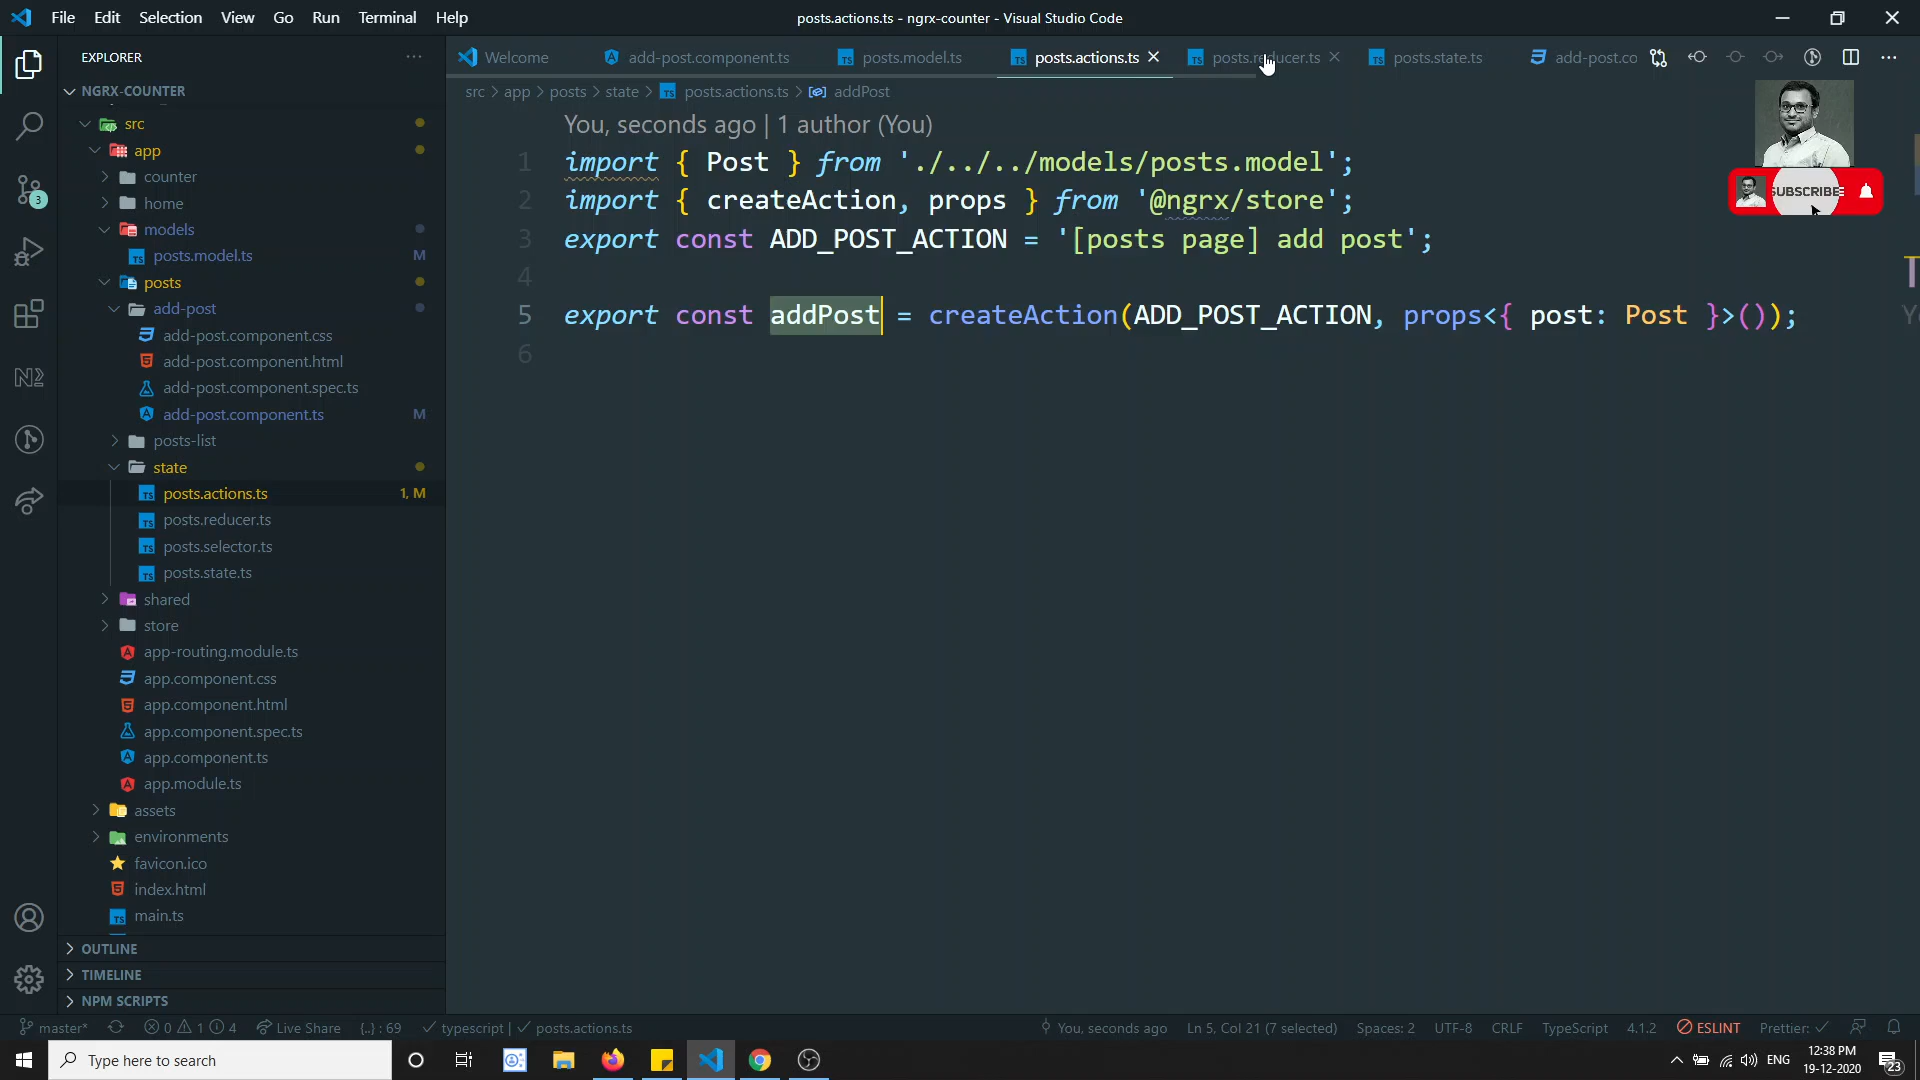 File Edit Selection View Go Run Terminal Help
posts.actions.ts - ngrx-counter - Visual Studio Code
EXPLORER
Welcome
add-post.component.ts
posts.model.ts
posts.actions.ts
posts.reducer.ts
posts.state.ts
add-post.co
NGRX-COUNTER
src
app
counter
home
models
posts.model.ts M
posts
add-post
add-post.component.css
add-post.component.html
add-post.component.spec.ts
add-post.component.ts M
posts-list
state
posts.actions.ts 1, M
posts.reducer.ts
posts.selector.ts
posts.state.ts
shared
store
app-routing.module.ts
app.component.css
app.component.html
app.component.spec.ts
app.component.ts
app.module.ts
assets
environments
favicon.ico
index.html
main.ts
OUTLINE
TIMELINE
NPM SCRIPTS
src > app > posts > state > posts.actions.ts > addPost
You, seconds ago | 1 author (You)
1 import { Post } from './../../models/posts.model';
2 import { createAction, props } from '@ngrx/store';
3 export const ADD_POST_ACTION = '[posts page] add post';
4
5 export const addPost = createAction(ADD_POST_ACTION, props<{ post: Post }>());
6
SUBSCRIBE
3
master* 0 1 4 Live Share {..} : 69 typescript | posts.actions.ts
You, seconds ago Ln 5, Col 21 (7 selected) Spaces: 2 UTF-8 CRLF TypeScript 4.1.2 ESLINT Prettier:
Type here to search
ENG
12:38 PM
19-12-2020
23